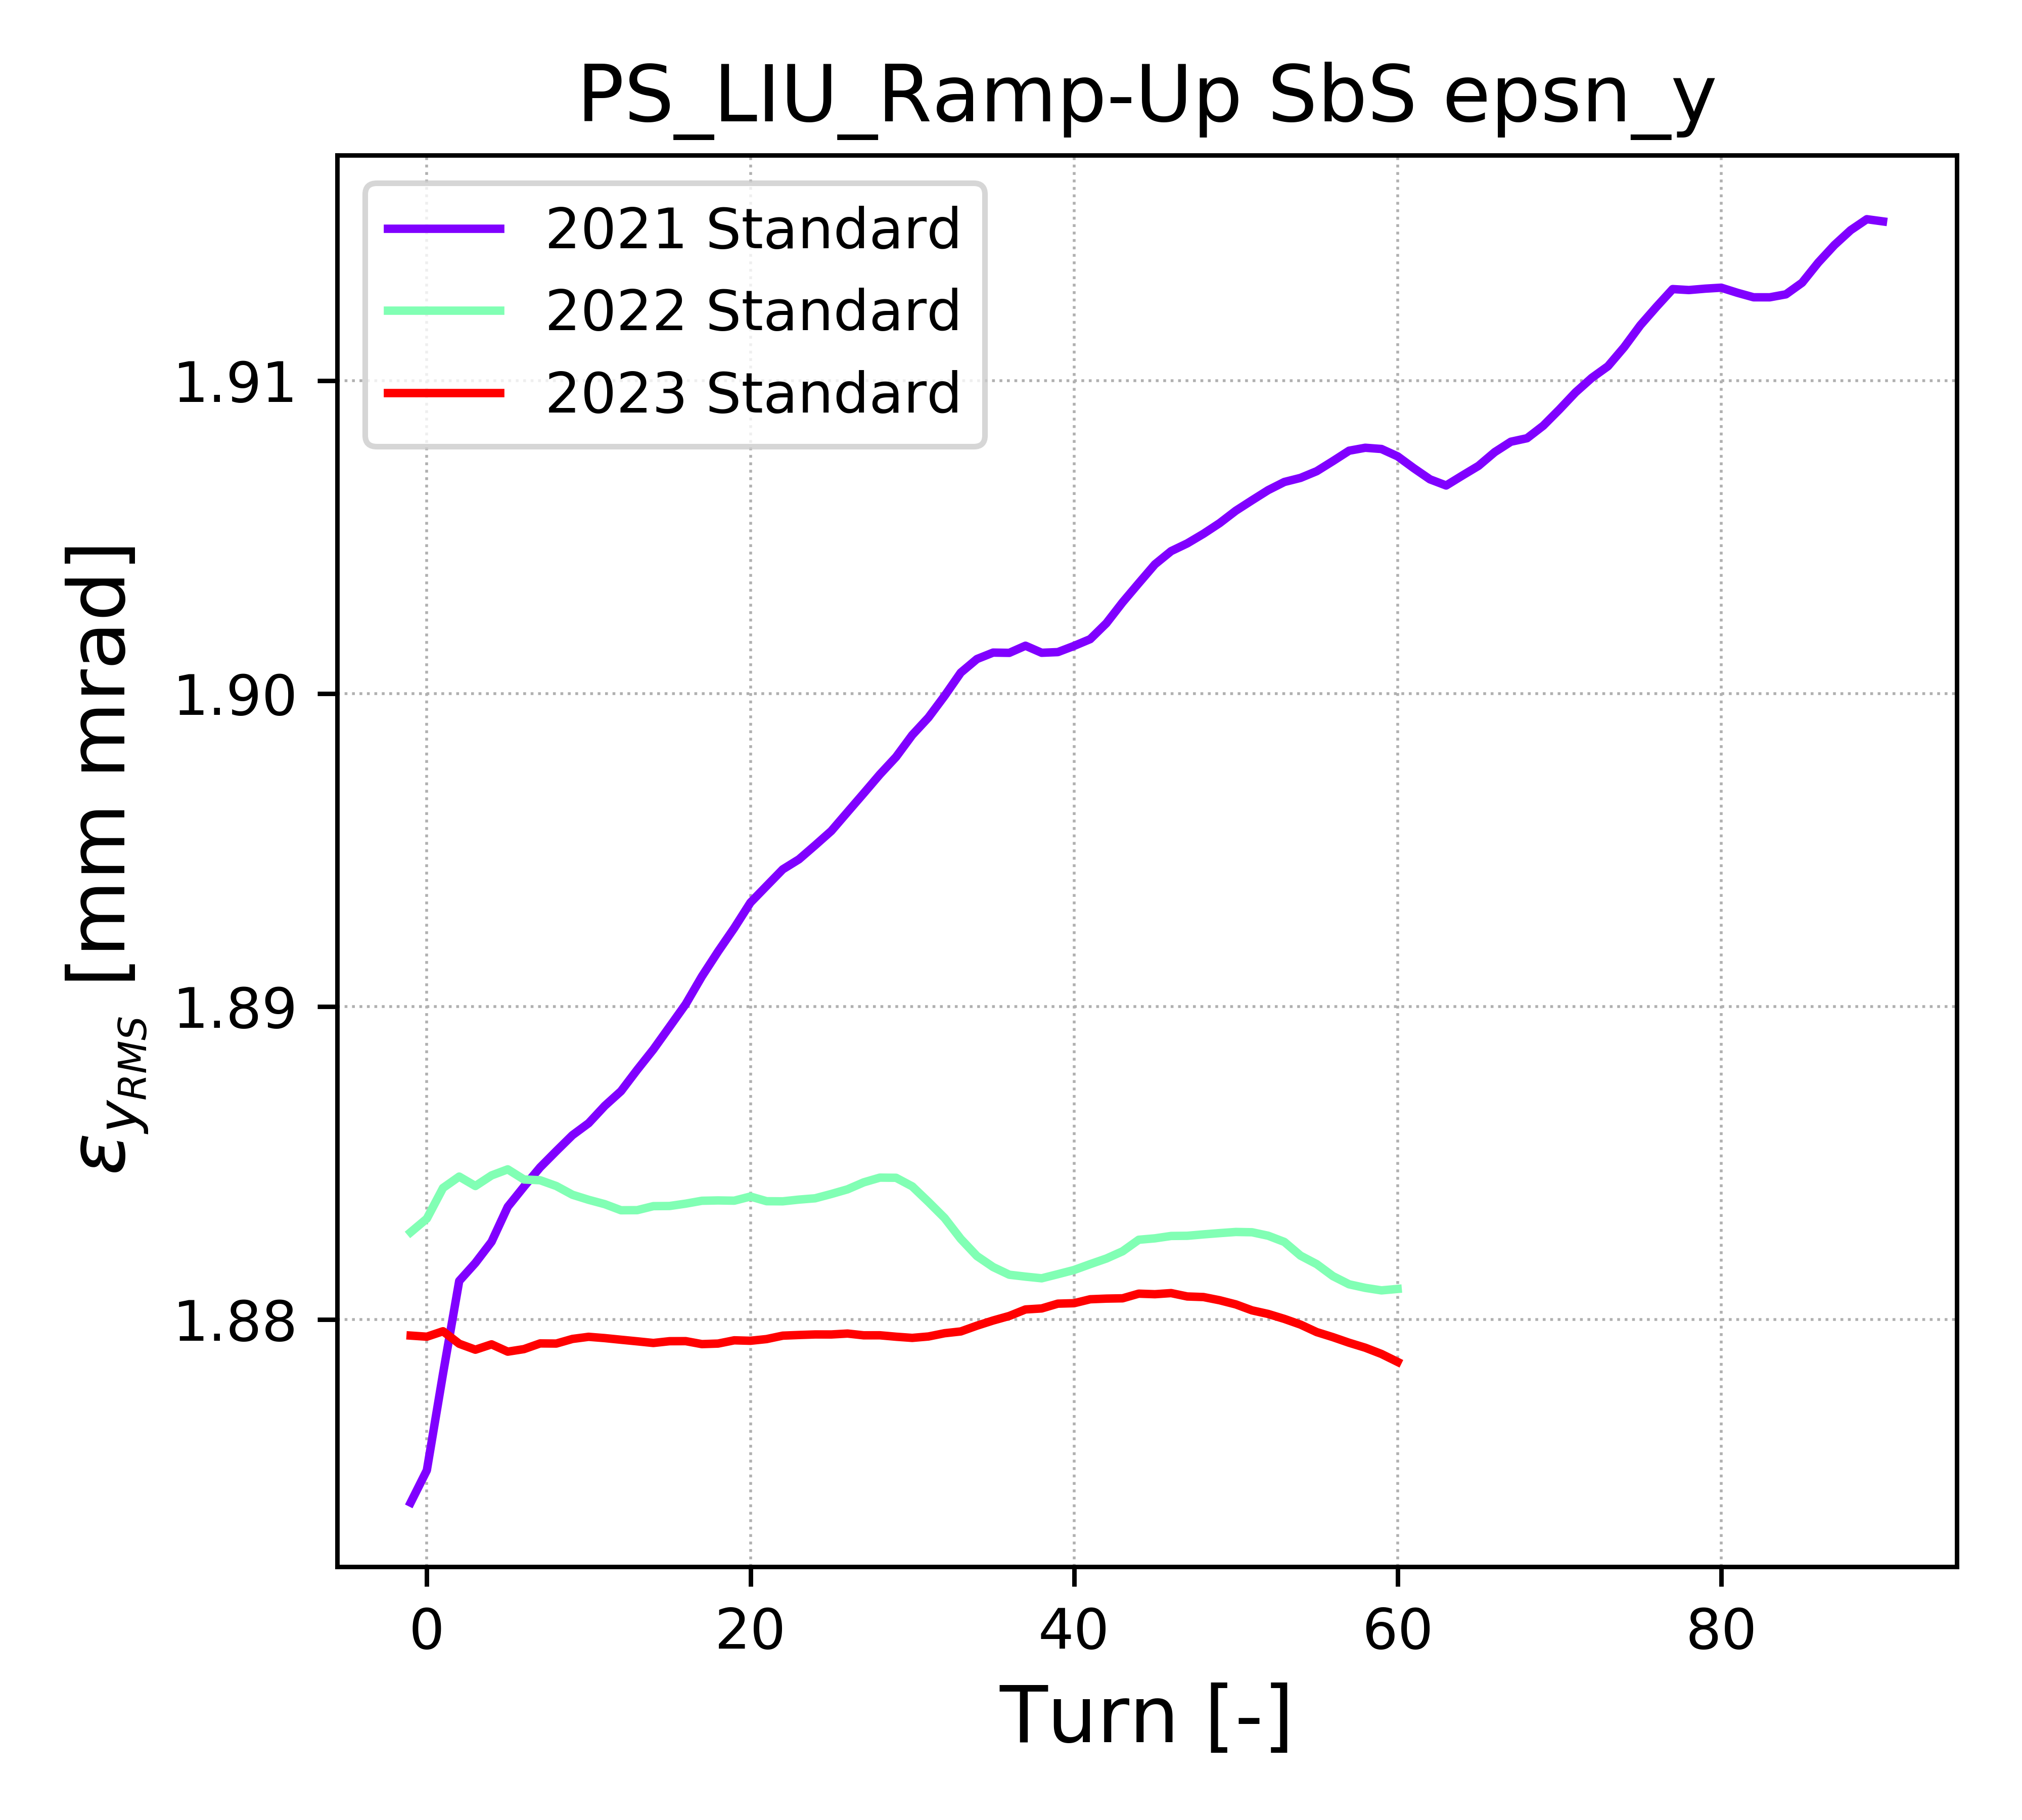 PS_LIU_Ramp-Up SbS epsn_y
2021 Standard
2022 Standard
2023 Standard
1.91
1.90
1.89
1.88
ε_{y_{RMS}} [mm mrad]
0 20 40 60 80
Turn [-]